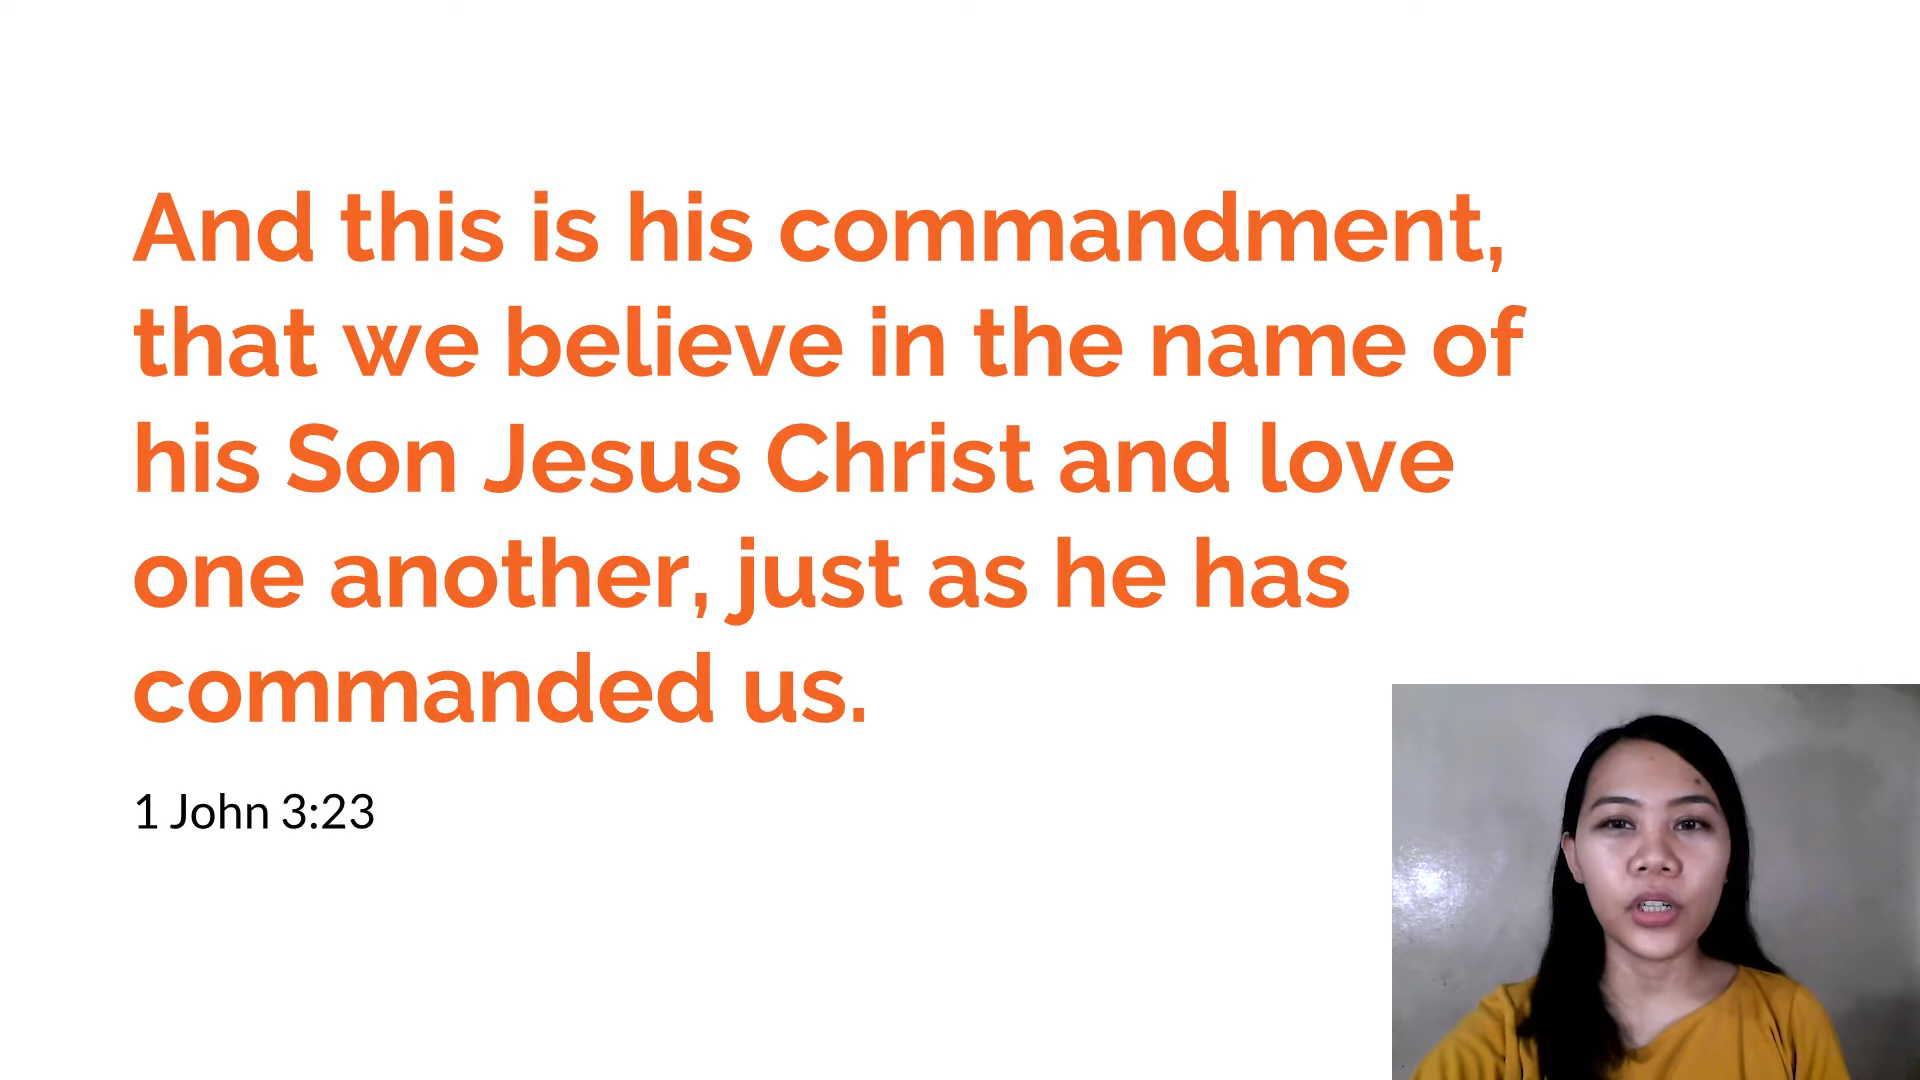 And this is his commandment,
that we believe in the name of
his Son Jesus Christ and love
one another, just as he has
commanded us.
1 John 3:23